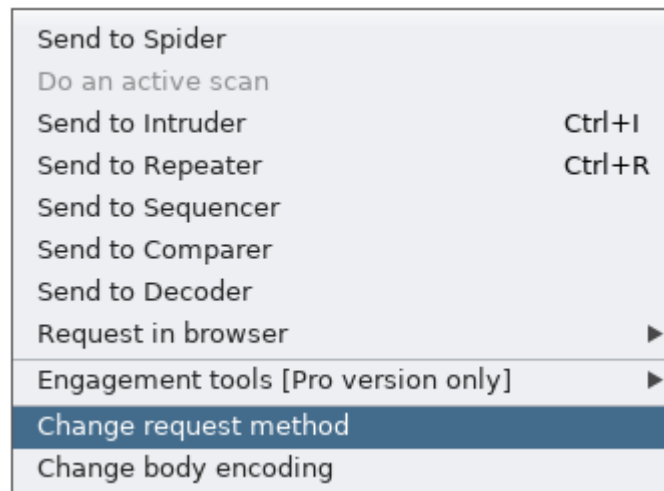 Send to Spider
Do an active scan
Send to Intruder Ctrl+I
Send to Repeater Ctrl+R
Send to Sequencer
Send to Comparer
Send to Decoder
Request in browser
Engagement tools [Pro version only]
Change request method
Change body encoding